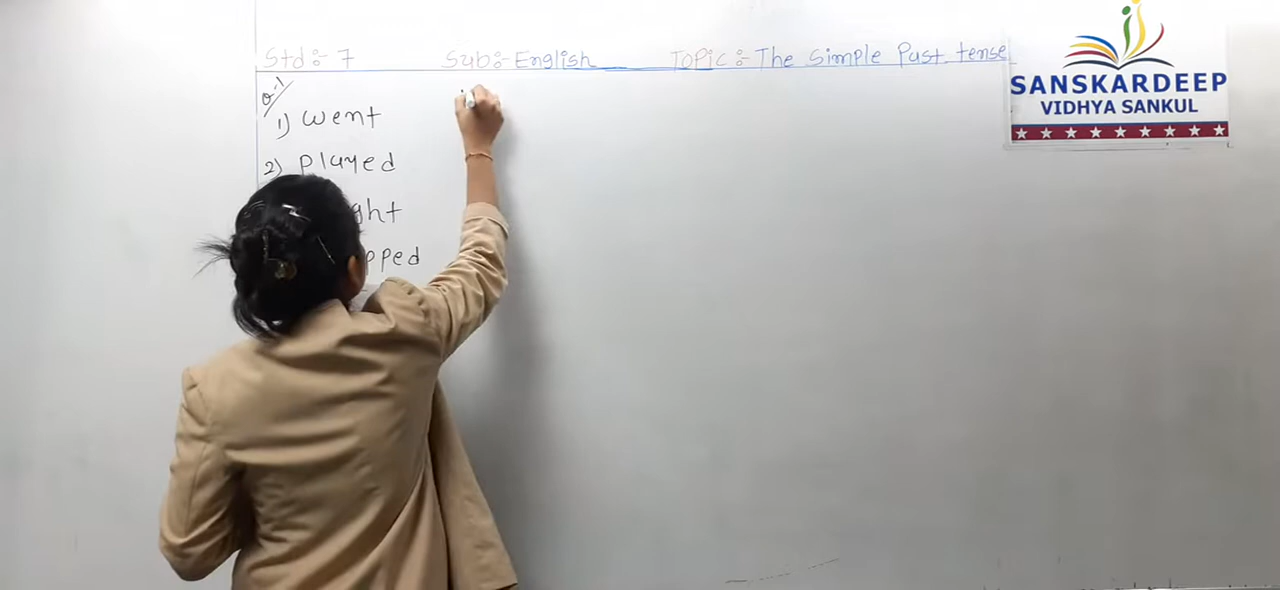 Std:- 7 Sub:- English Topic:- The Simple Past tense
Q-1
1) went
2) played
ght
pped
SANSKARDEEP
VIDHYA SANKUL